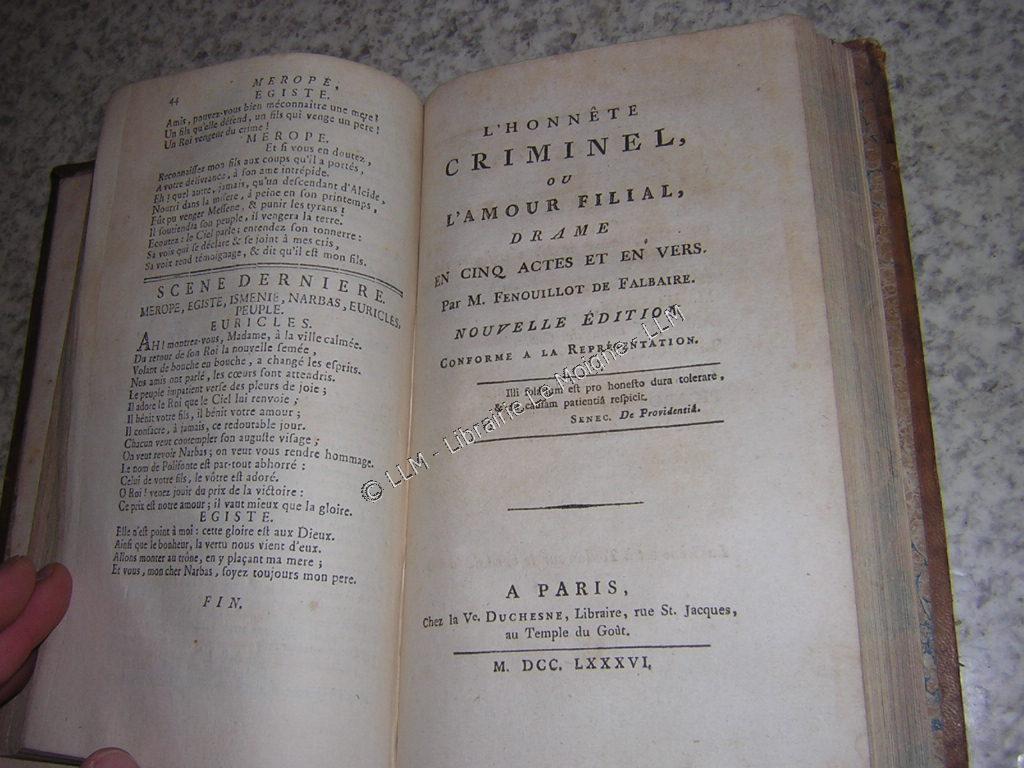 44
MEROPE,
EGISTE.
Amis, pouvez-vous bien méconnaître une mere?
Un fils qu'elle défend, un fils qui venge un pere!
Un Roi vengeur du crime!
MEROPE.
Et si vous en doutez,
Reconnaissez mon fils aux coups qu'il a portés,
A votre délivrance, à son ame intrépide.
Eh! quel autre, jamais, qu'un descendant d'Alcide,
Nourri dans la misere, à peine en son printemps,
Eût pu venger Messene, & punir les tyrans?
Il soutiendra son peuple, il vengera la terre.
Ecoutez: le Ciel parle; entendez son tonnerre:
Sa voix qui se déclare & se joint à mes cris,
Sa voix rend témoignage, & dit qu'il est mon fils.
SCENE DERNIERE.
MEROPE, EGISTE, ISMENIE, NARBAS, EURICLES,
PEUPLE.
EURICLES.
AH! montrez-vous, Madame, à la ville calmée.
Du retour de son Roi la nouvelle semée,
Volant de bouche en bouche, a changé les esprits.
Nos amis ont parlé, les cœurs sont attendris.
Le peuple impatient verse des pleurs de joie;
Il adore le Roi que le Ciel lui renvoie;
Il bénit votre fils, il bénit votre amour;
Il consacre, à jamais, ce redoutable jour.
Chacun veut contempler son auguste visage;
On veut revoir Narbas; on veut vous rendre hommage.
Le nom de Polifonte est par-tout abhorré:
Celui de votre fils, le vôtre est adoré.
O Roi! venez jouir du prix de la victoire:
Ce prix est notre amour; il vaut mieux que la gloire.
EGISTE.
Elle n'est point à moi: cette gloire est aux Dieux.
Ainsi que le bonheur, la vertu nous vient d'eux.
Allons monter au trône, en y plaçant ma mere;
Et vous, mon cher Narbas, soyez toujours mon pere.
FIN.
L'HONNÊTE
CRIMINEL,
OU
L'AMOUR FILIAL,
DRAME
EN CINQ ACTES ET EN VERS.
Par M. FENOUILLOT DE FALBAIRE.
NOUVELLE ÉDITION
CONFORME A LA REPRÉSENTATION.
Illi solatium est pro honesto dura tolerare,
& ad causam patientia respicit.
SENEC. De Providentiâ.
A PARIS,
Chez la Ve. DUCHESNE, Libraire, rue St. Jacques,
au Temple du Goût.
M. DCC. LXXXVI.
© LLM - Librairie Le Moigne - LLM